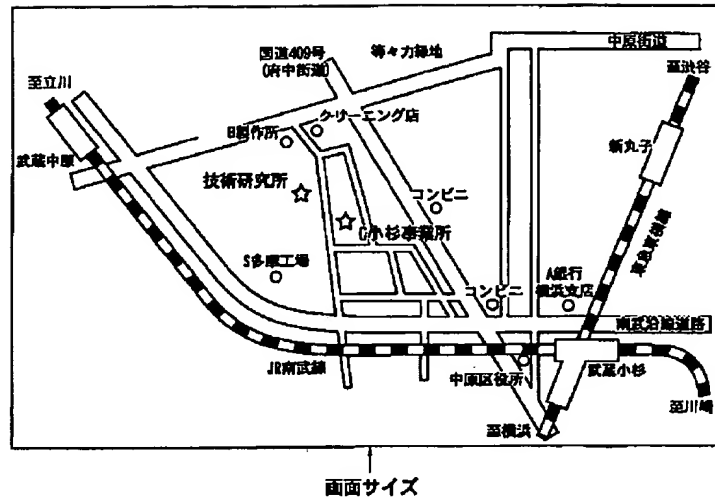 中原街道
国道409号
(府中街道)
等々力緑地
至渋谷
至立川
クリーニング店
B製作所
新丸子
武蔵中原
技術研究所
コンビニ
C小杉事業所
東急東横線
S多摩工場
コンビニ
A銀行
横浜支店
南武沿線道路
JR南武線
中原区役所
武蔵小杉
至川崎
至横浜
画面サイズ